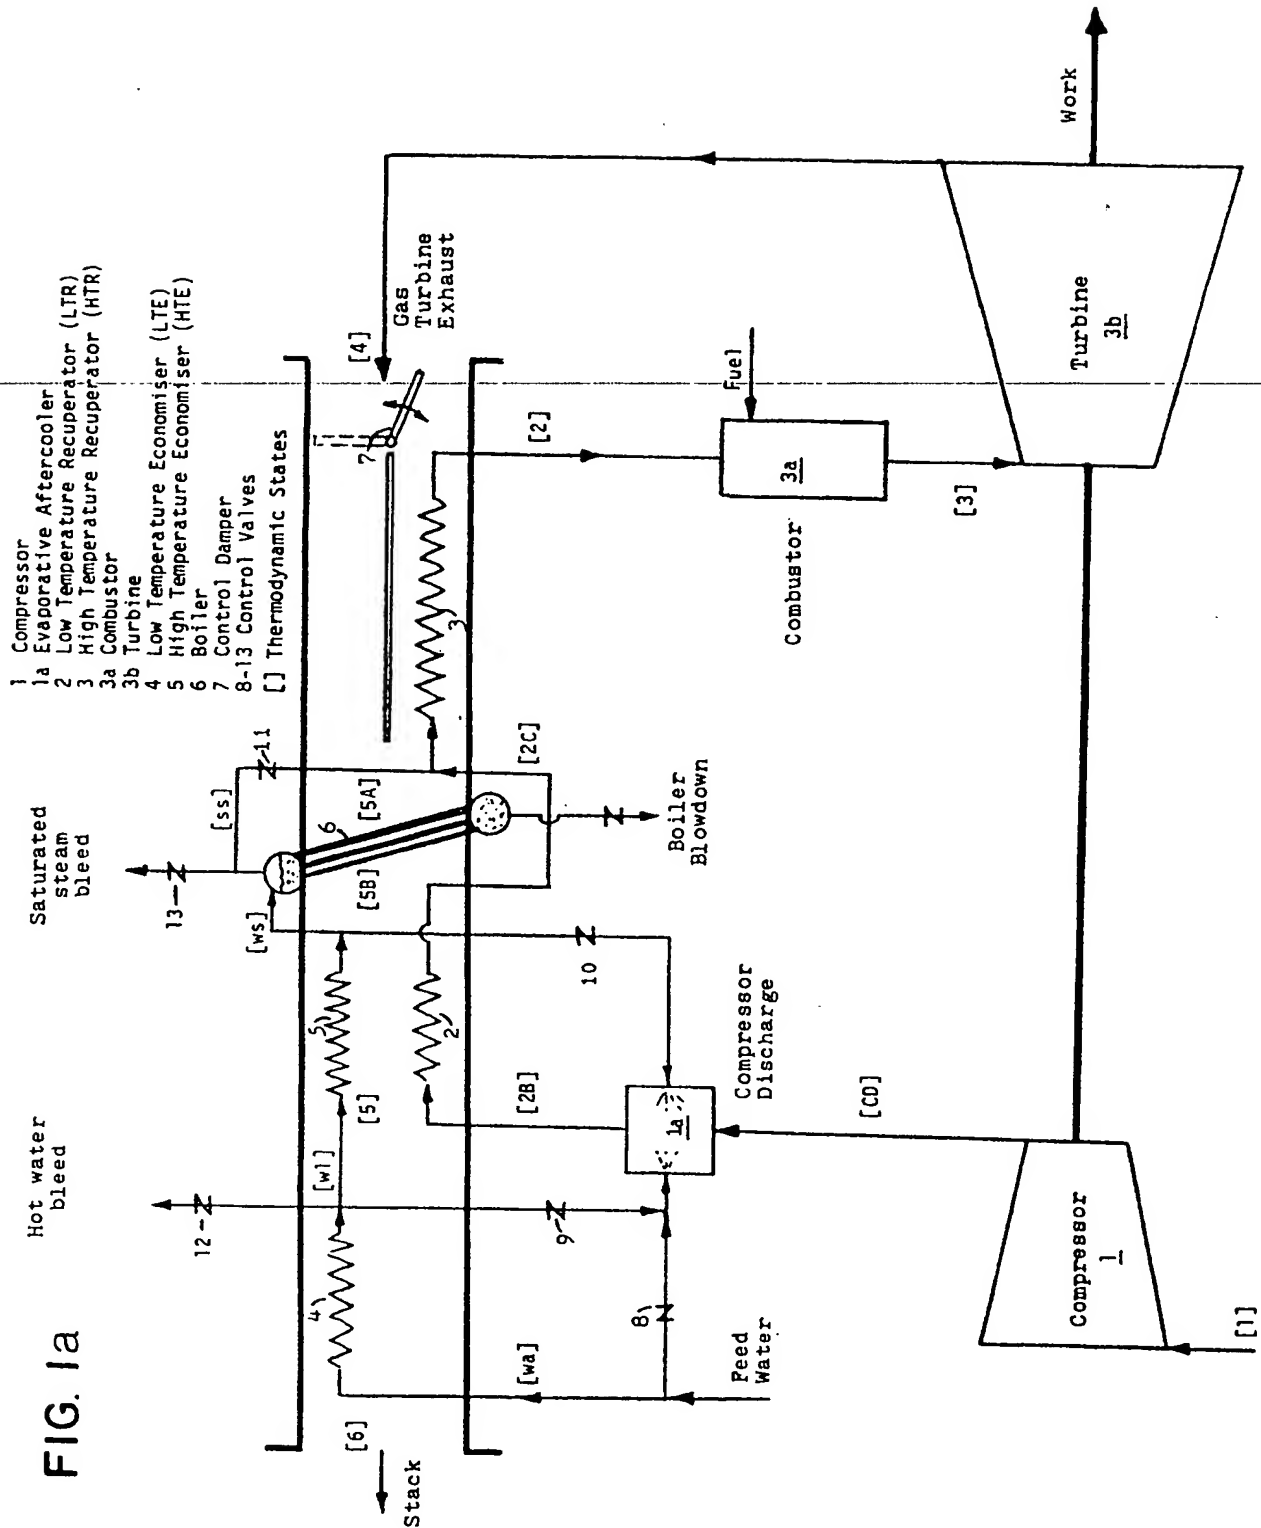 FIG. 1a
1 Compressor
1a Evaporative Aftercooler
2 Low Temperature Recuperator (LTR)
3 High Temperature Recuperator (HTR)
3a Combustor
3b Turbine
4 Low Temperature Economiser (LTE)
5 High Temperature Economiser (HTE)
6 Boiler
7 Control Damper
8-13 Control Valves
[] Thermodynamic States
Hot water
bleed
Saturated
steam
bleed
12
13
11
[ss]
[ws]
[wl]
[5]
[5B]
[5A]
6
7
[4]
Gas
Turbine
Exhaust
4
5
2
3
[6]
Stack
[wa]
9
10
[2B]
[2C]
[2]
Boiler
Blowdown
8
Feed
Water
1a
Compressor
Discharge
[CD]
Fuel
3a
Combustor
[3]
Work
Turbine
3b
Compressor
1
[1]